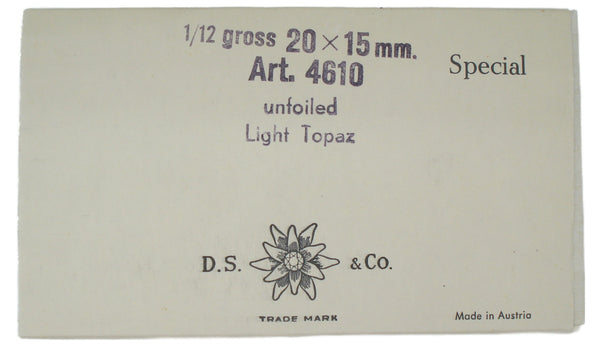 1/12 gross 20×15 mm.
Art. 4610
Special
unfoiled
Light Topaz
D.S. & Co.
TRADE MARK
Made in Austria